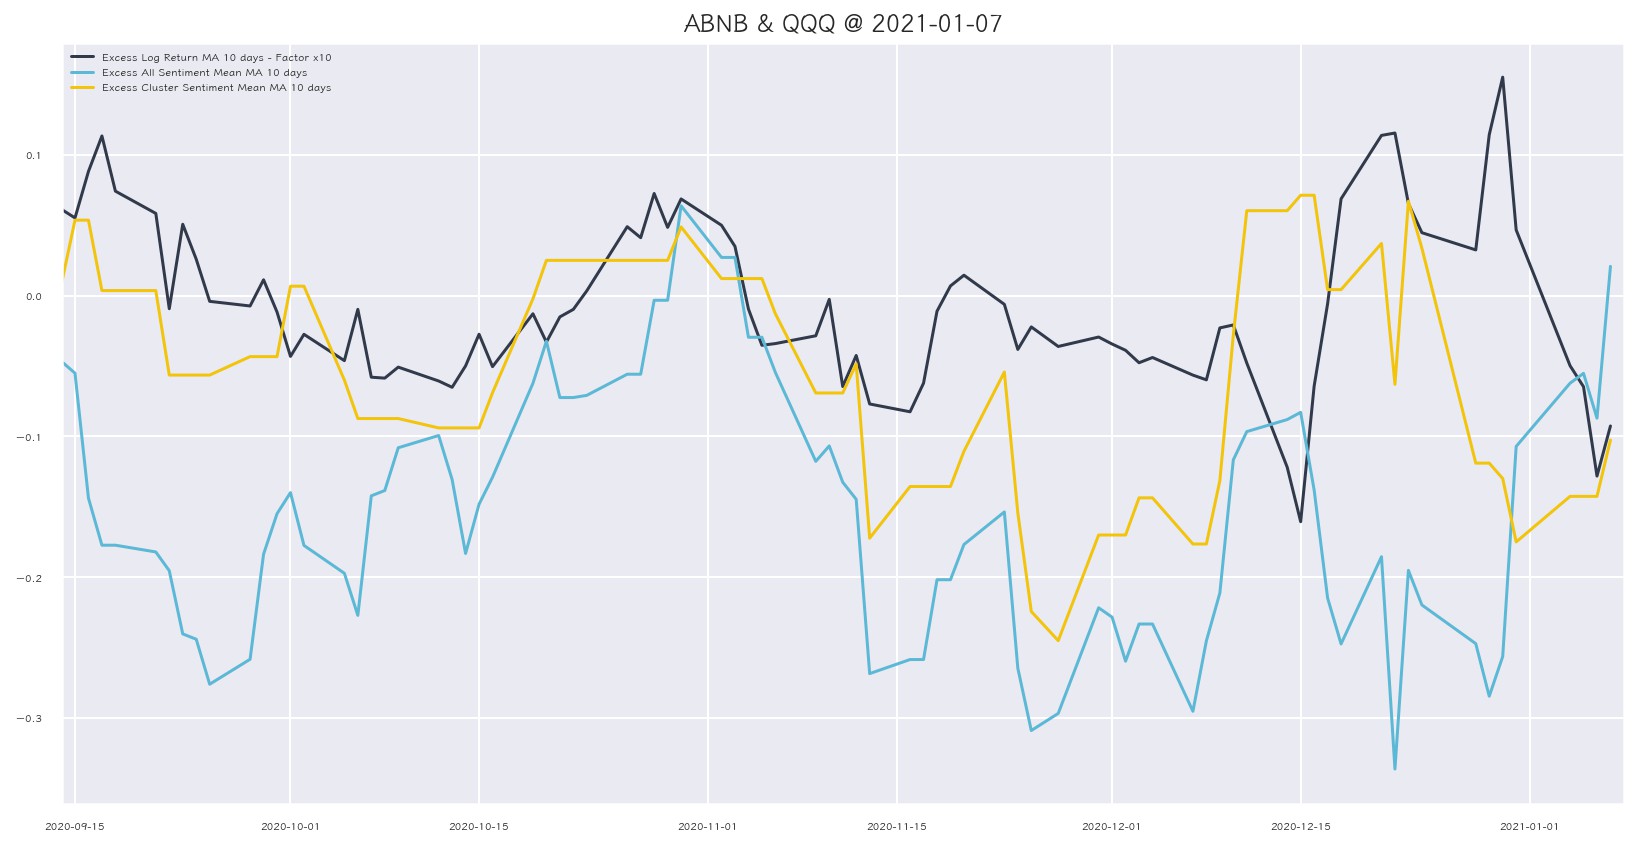 ABNB & QQQ @ 2021-01-07
Excess Log Return MA 10 days - Factor x10
Excess All Sentiment Mean MA 10 days
Excess Cluster Sentiment Mean MA 10 days
0.1
0.0
−0.1
−0.2
−0.3
2020-09-15 2020-10-01 2020-10-15 2020-11-01 2020-11-15 2020-12-01 2020-12-15 2021-01-01